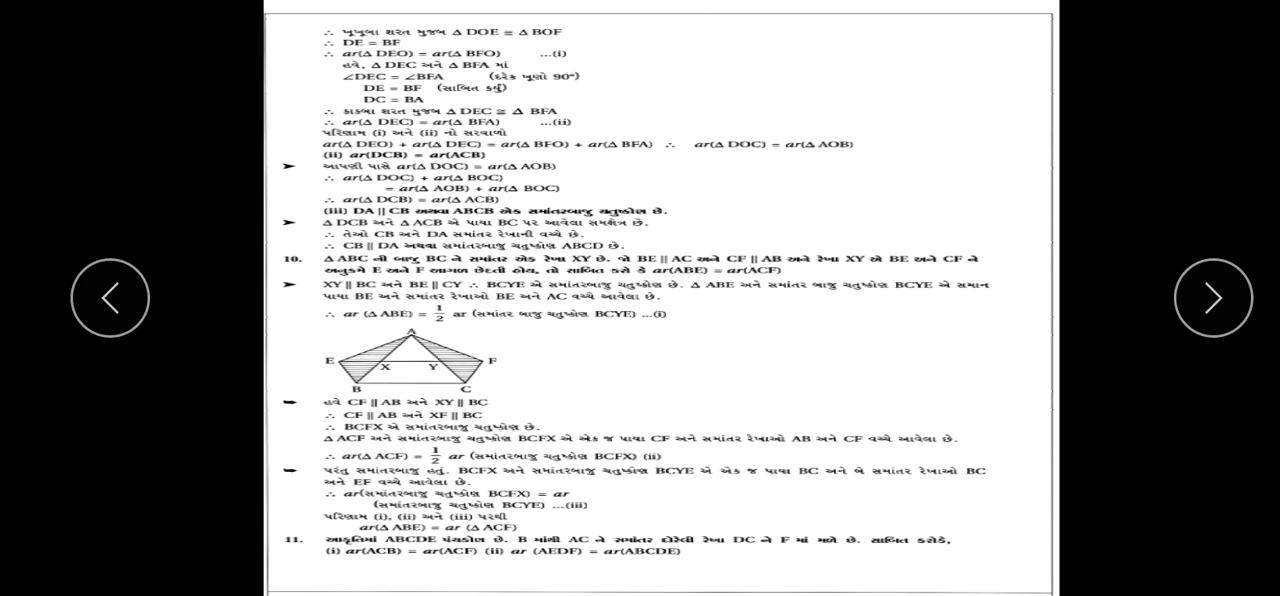 ∴ ખૂખૂબા શરત મુજબ Δ DOE ≅ Δ BOF
∴ DE = BF
∴ ar(Δ DEO) = ar(Δ BFO) ...(i)
હવે, Δ DEC અને Δ BFA માં
∠DEC = ∠BFA (દરેક ખૂણો 90°)
DE = BF (સાબિત કર્યું)
DC = BA
∴ કાકબા શરત મુજબ Δ DEC ≅ Δ BFA
∴ ar(Δ DEC) = ar(Δ BFA) ...(ii)
પરિણામ (i) અને (ii) નો સરવાળો
ar(Δ DEO) + ar(Δ DEC) = ar(Δ BFO) + ar(Δ BFA) ∴ ar(Δ DOC) = ar(Δ AOB)
(ii) ar(DCB) = ar(ACB)
➤ આપણી પાસે ar(Δ DOC) = ar(Δ AOB)
∴ ar(Δ DOC) + ar(Δ BOC)
= ar(Δ AOB) + ar(Δ BOC)
∴ ar(Δ DCB) = ar(Δ ACB)
(iii) DA || CB અથવા ABCB એક સમાંતરબાજુ ચતુષ્કોણ છે.
➤ Δ DCB અને Δ ACB એ પાયા BC પર આવેલા સમક્ષેત્ર છે.
∴ તેઓ CB અને DA સમાંતર રેખાની વચ્ચે છે.
∴ CB || DA અથવા સમાંતરબાજુ ચતુષ્કોણ ABCD છે.
10. Δ ABC ની બાજુ BC ને સમાંતર એક રેખા XY છે. જો BE || AC અને CF || AB અને રેખા XY એ BE અને CF ને
અનુકમે E અને F આગળ છેદતી હોય, તો સાબિત કરો કે ar(ABE) = ar(ACF)
➤ XY || BC અને BE || CY ∴ BCYE એ સમાંતરબાજુ ચતુષ્કોણ છે. Δ ABE અને સમાંતર બાજુ ચતુષ્કોણ BCYE એ સમાન
પાયા BE અને સમાંતર રેખાઓ BE અને AC વચ્ચે આવેલા છે.
∴ ar (Δ ABE) = 1/2 ar (સમાંતર બાજુ ચતુષ્કોણ BCYE) ...(i)
A
E X Y F
B C
➥ હવે CF || AB અને XY || BC
∴ CF || AB અને XF || BC
∴ BCFX એ સમાંતરબાજુ ચતુષ્કોણ છે.
Δ ACF અને સમાંતરબાજુ ચતુષ્કોણ BCFX એ એક જ પાયા CF અને સમાંતર રેખાઓ AB અને CF વચ્ચે આવેલા છે.
∴ ar(Δ ACF) = 1/2 ar (સમાંતરબાજુ ચતુષ્કોણ BCFX) (ii)
➥ પરંતુ સમાંતરબાજુ હતું. BCFX અને સમાંતરબાજુ ચતુષ્કોણ BCYE એ એક જ પાયા BC અને બે સમાંતર રેખાઓ BC
અને EF વચ્ચે આવેલા છે.
∴ ar(સમાંતરબાજુ ચતુષ્કોણ BCFX) = ar
(સમાંતરબાજુ ચતુષ્કોણ BCYE) ...(iii)
પરિણામ (i), (ii) અને (iii) પરથી
ar(Δ ABE) = ar (Δ ACF)
11. આકૃતિમાં ABCDE પંચકોણ છે. B માંથી AC ને સમાંતર દોરેલી રેખા DC ને F માં મળે છે. સાબિત કરોકે,
(i) ar(ACB) = ar(ACF) (ii) ar (AEDF) = ar(ABCDE)